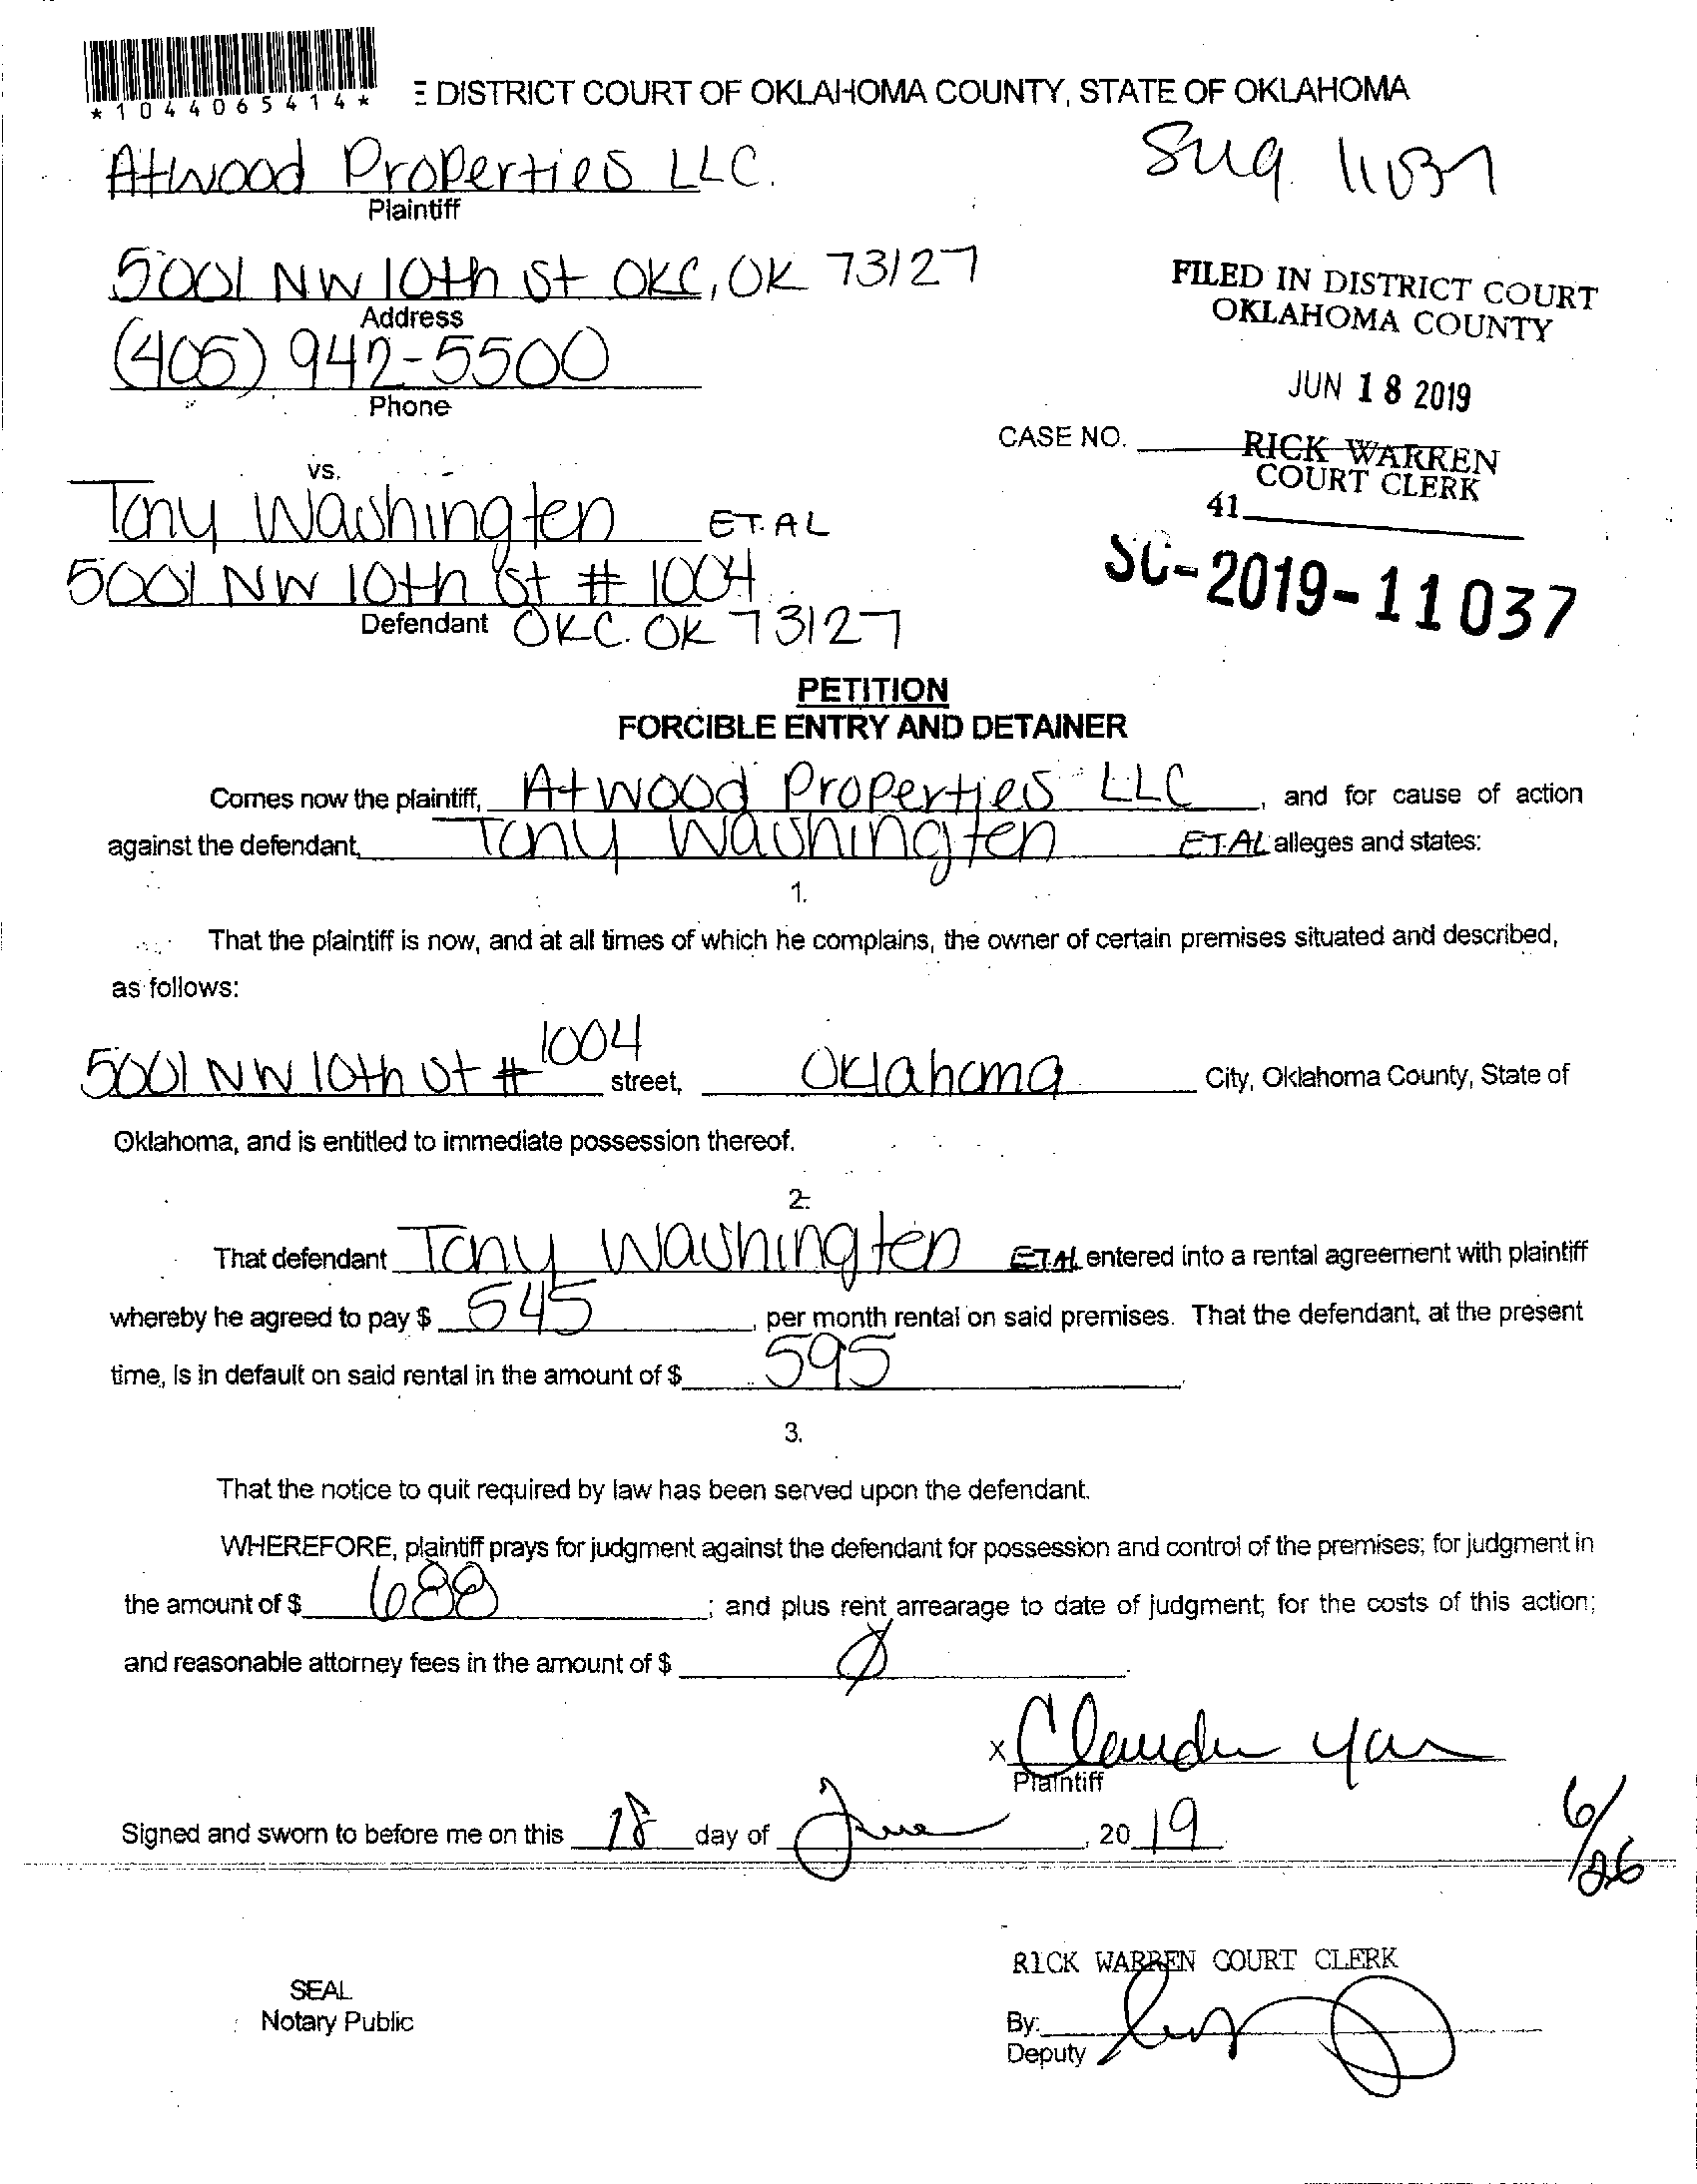 *1044065414*
E DISTRICT COURT OF OKLAHOMA COUNTY, STATE OF OKLAHOMA
Atwood Properties LLC.
Plaintiff
11037
5001 NW 10th St OKC, OK 73127
Address
(405) 942-5500
Phone
FILED IN DISTRICT COURT
OKLAHOMA COUNTY
JUN 18 2019
CASE NO.
RICK WARREN
COURT CLERK
41
vs.
Tony Washington ET.AL
5001 NW 10th St # 1004
Defendant OKC. OK 73127
SC-2019-11037
PETITION
FORCIBLE ENTRY AND DETAINER
Comes now the plaintiff, Atwood Properties LLC, and for cause of action
against the defendant, Tony Washington ET.AL alleges and states:
1.
That the plaintiff is now, and at all times of which he complains, the owner of certain premises situated and described,
as follows:
5001 NW 10th St # 1004 street, Oklahoma City, Oklahoma County, State of
Oklahoma, and is entitled to immediate possession thereof.
2.
That defendant Tony Washington ET.AL entered into a rental agreement with plaintiff
whereby he agreed to pay $ 545, per month rental on said premises. That the defendant, at the present
time, is in default on said rental in the amount of $ 595.
3.
That the notice to quit required by law has been served upon the defendant.
WHEREFORE, plaintiff prays for judgment against the defendant for possession and control of the premises; for judgment in
the amount of $ 688; and plus rent arrearage to date of judgment; for the costs of this action;
and reasonable attorney fees in the amount of $ Ø.
x
Plaintiff
Signed and sworn to before me on this 18 day of June, 2019
6/26
RICK WARREN COURT CLERK
SEAL
Notary Public
By:
Deputy